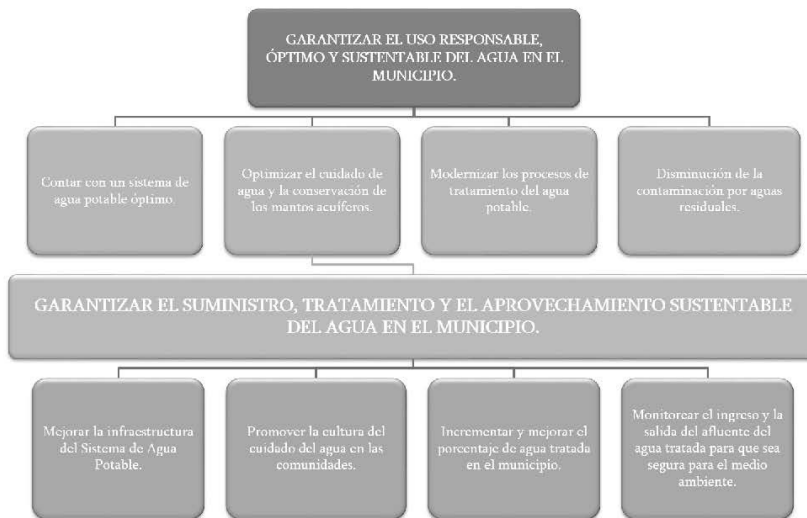 GARANTIZAR EL USO RESPONSABLE,
ÓPTIMO Y SUSTENTABLE DEL AGUA EN EL
MUNICIPIO.
Contar con un sistema de
agua potable óptimo.
Optimizar el cuidado de
agua y la conservación de
los mantos acuíferos.
Modernizar los procesos de
tratamiento del agua
potable.
Disminución de la
contaminación por aguas
residuales.
GARANTIZAR EL SUMINISTRO, TRATAMIENTO Y EL APROVECHAMIENTO SUSTENTABLE
DEL AGUA EN EL MUNICIPIO.
Mejorar la infraestructura
del Sistema de Agua
Potable.
Promover la cultura del
cuidado del agua en las
comunidades.
Incrementar y mejorar el
porcentaje de agua tratada
en el municipio.
Monitorear el ingreso y la
salida del afluente del
agua tratada para que sea
segura para el medio
ambiente.